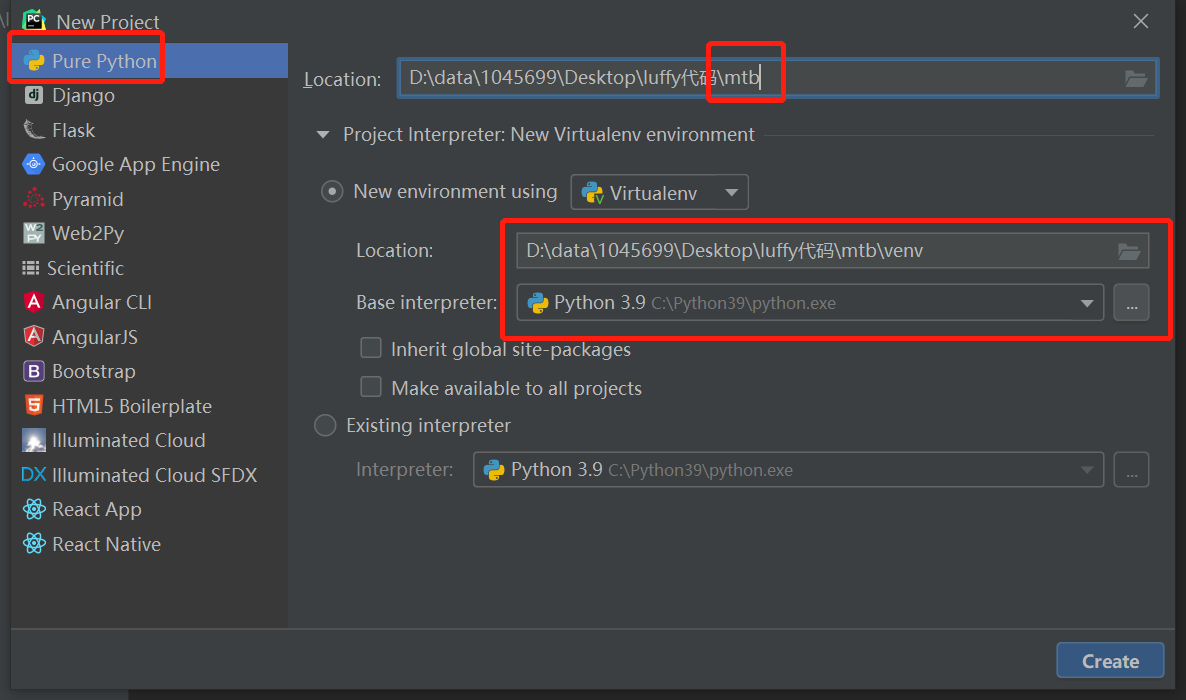 New Project
Pure Python
Django
Flask
Google App Engine
Pyramid
Web2Py
Scientific
Angular CLI
AngularJS
Bootstrap
HTML5 Boilerplate
Illuminated Cloud
DX Illuminated Cloud SFDX
React App
React Native
Location: D:\data\1045699\Desktop\luffy代码\mtb
Project Interpreter: New Virtualenv environment
New environment using Virtualenv
Location: D:\data\1045699\Desktop\luffy代码\mtb\venv
Base interpreter: Python 3.9 C:\Python39\python.exe ...
Inherit global site-packages
Make available to all projects
Existing interpreter
Interpreter: Python 3.9 C:\Python39\python.exe ...
Create